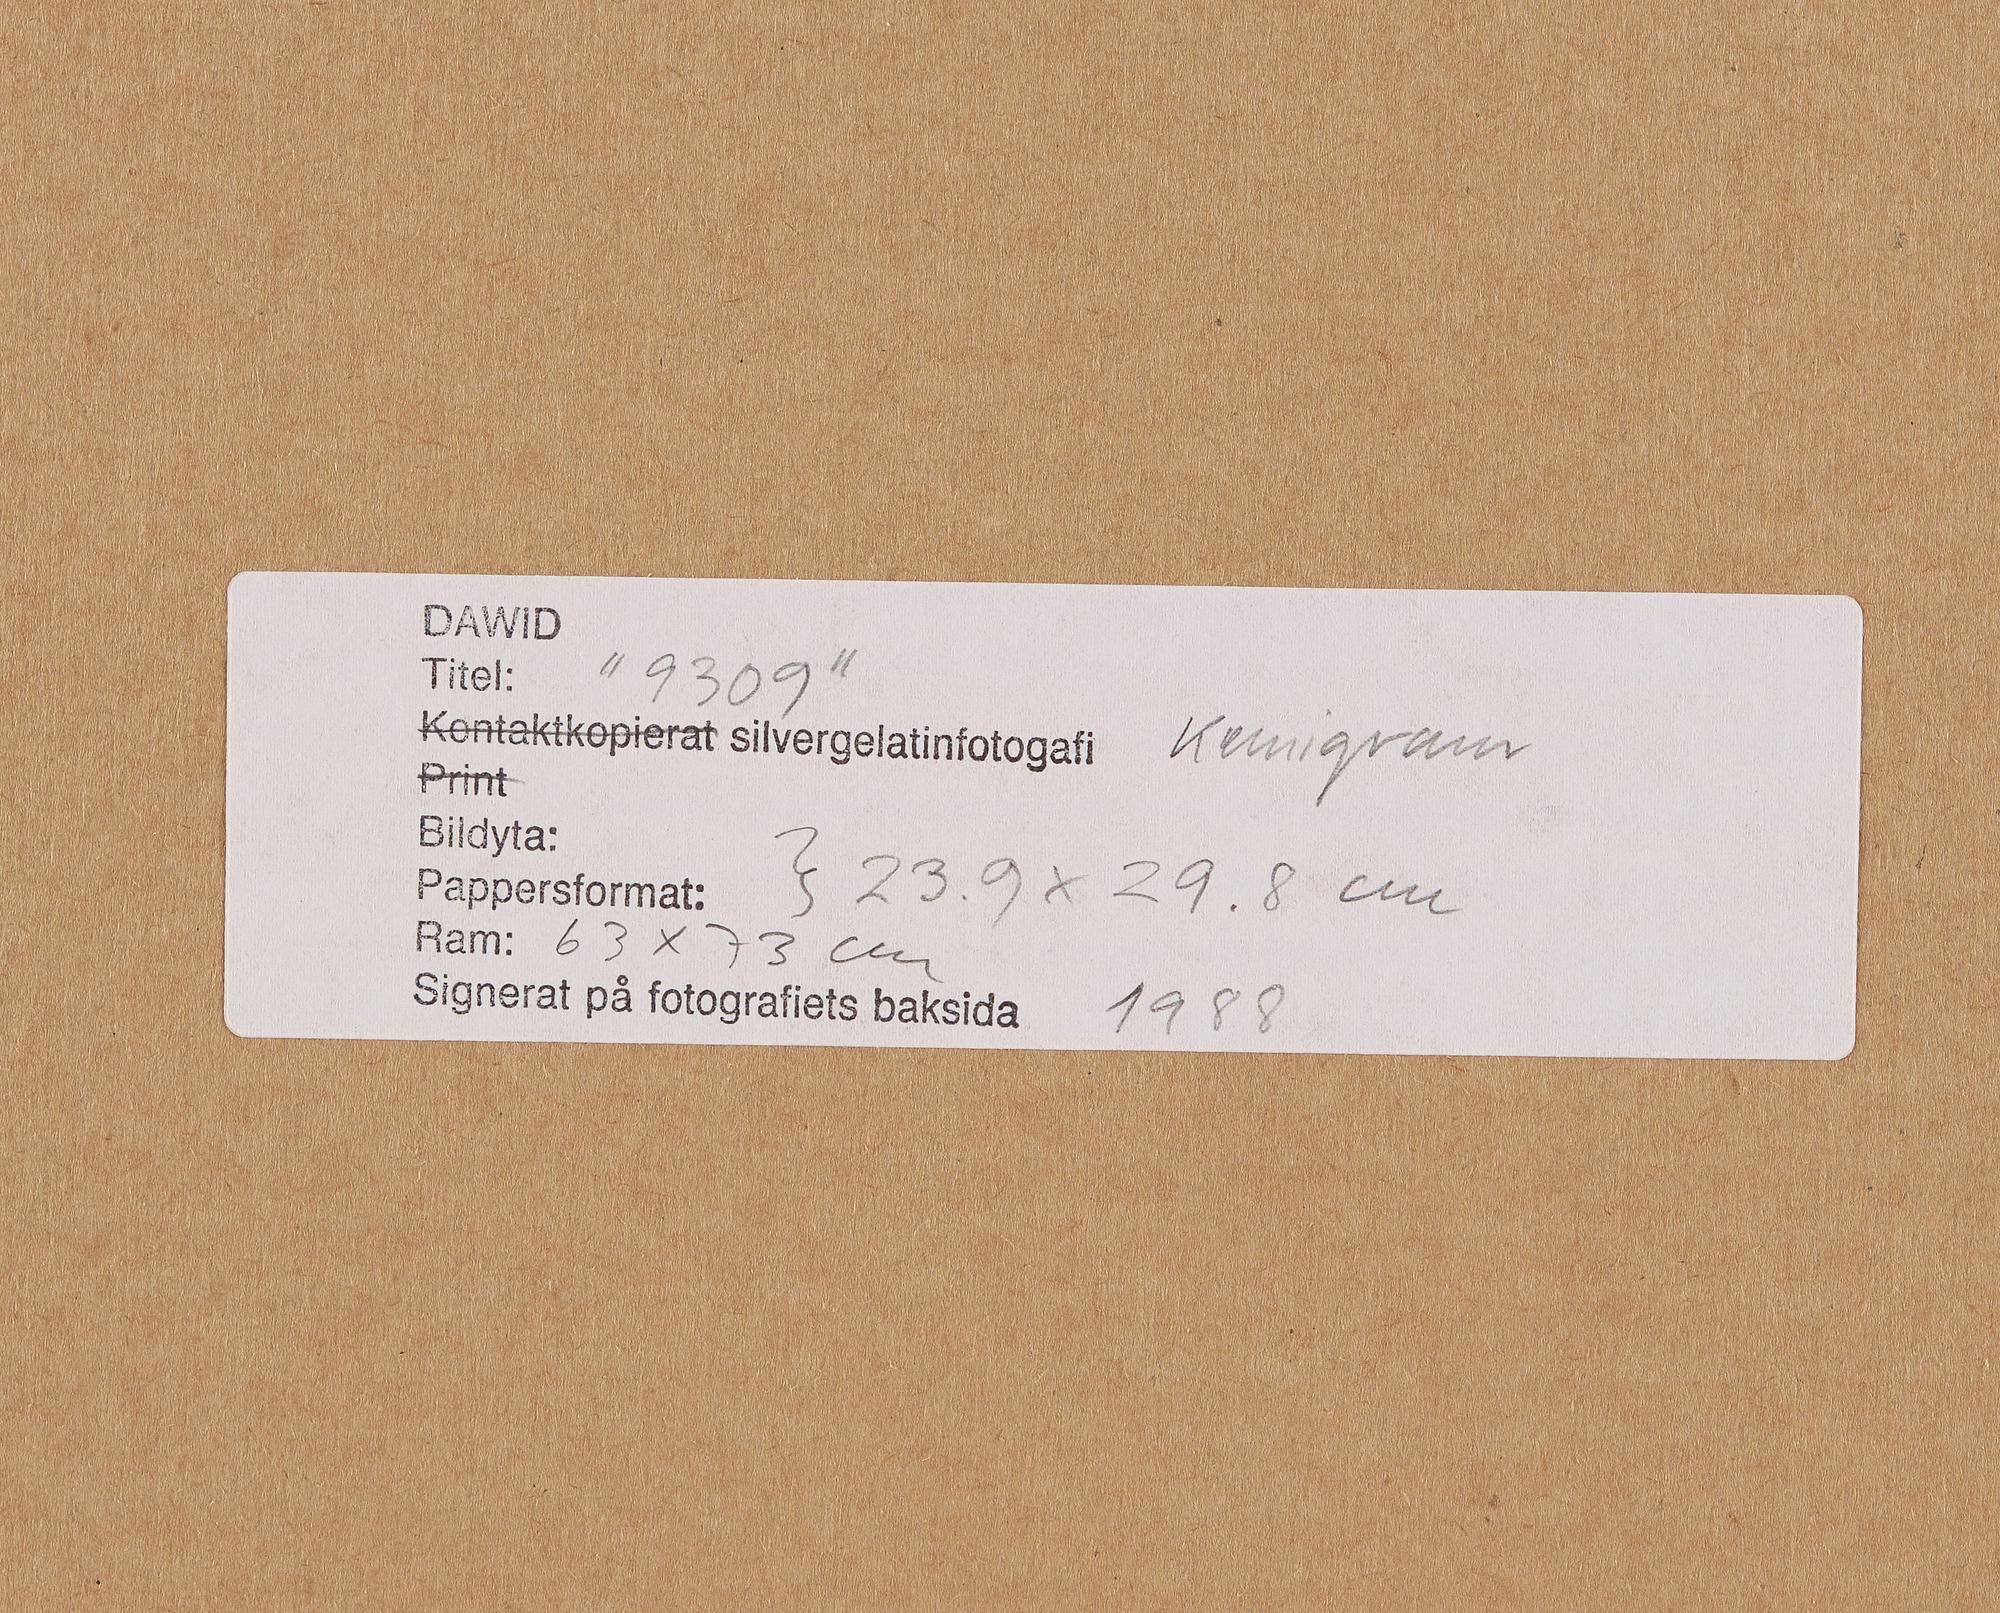 DAWID
Titel: "9309"
Kontaktkopierat silvergelatinfotogafi Kemigram
Print
Bildyta:
Pappersformat: } 23.9 x 29.8 cm
Ram: 63 x 73 cm
Signerat på fotografiets baksida 1988